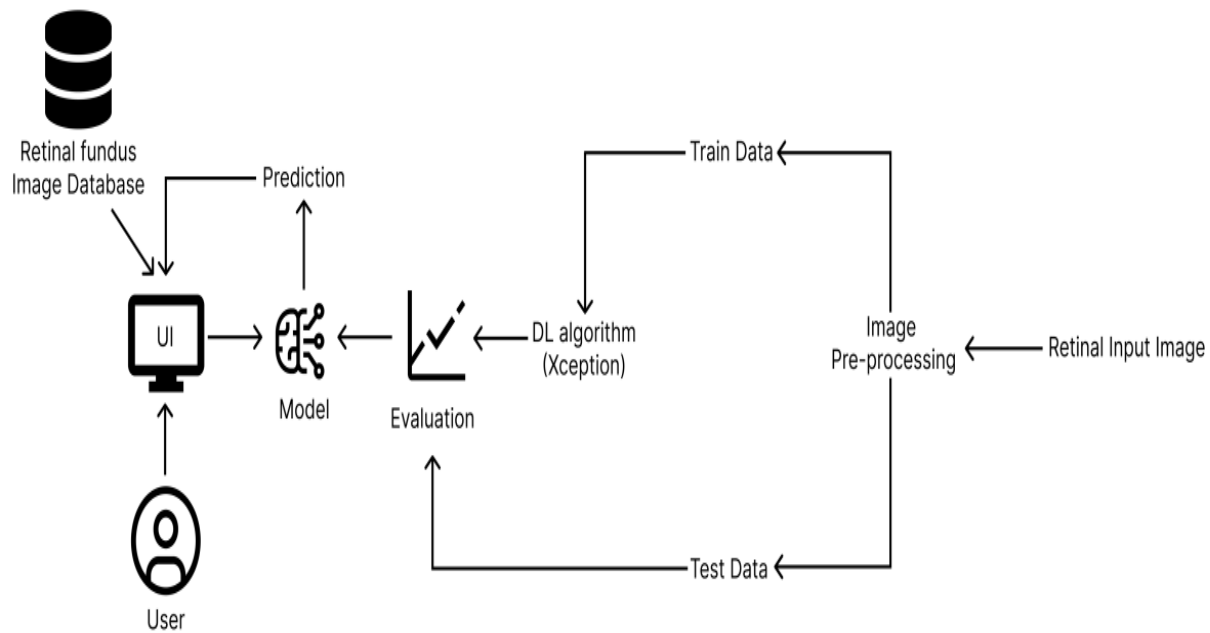 Retinal fundus
Image Database
Prediction
Train Data
UI
Model
Evaluation
DL algorithm
(Xception)
Image
Pre-processing
Retinal Input Image
Test Data
User